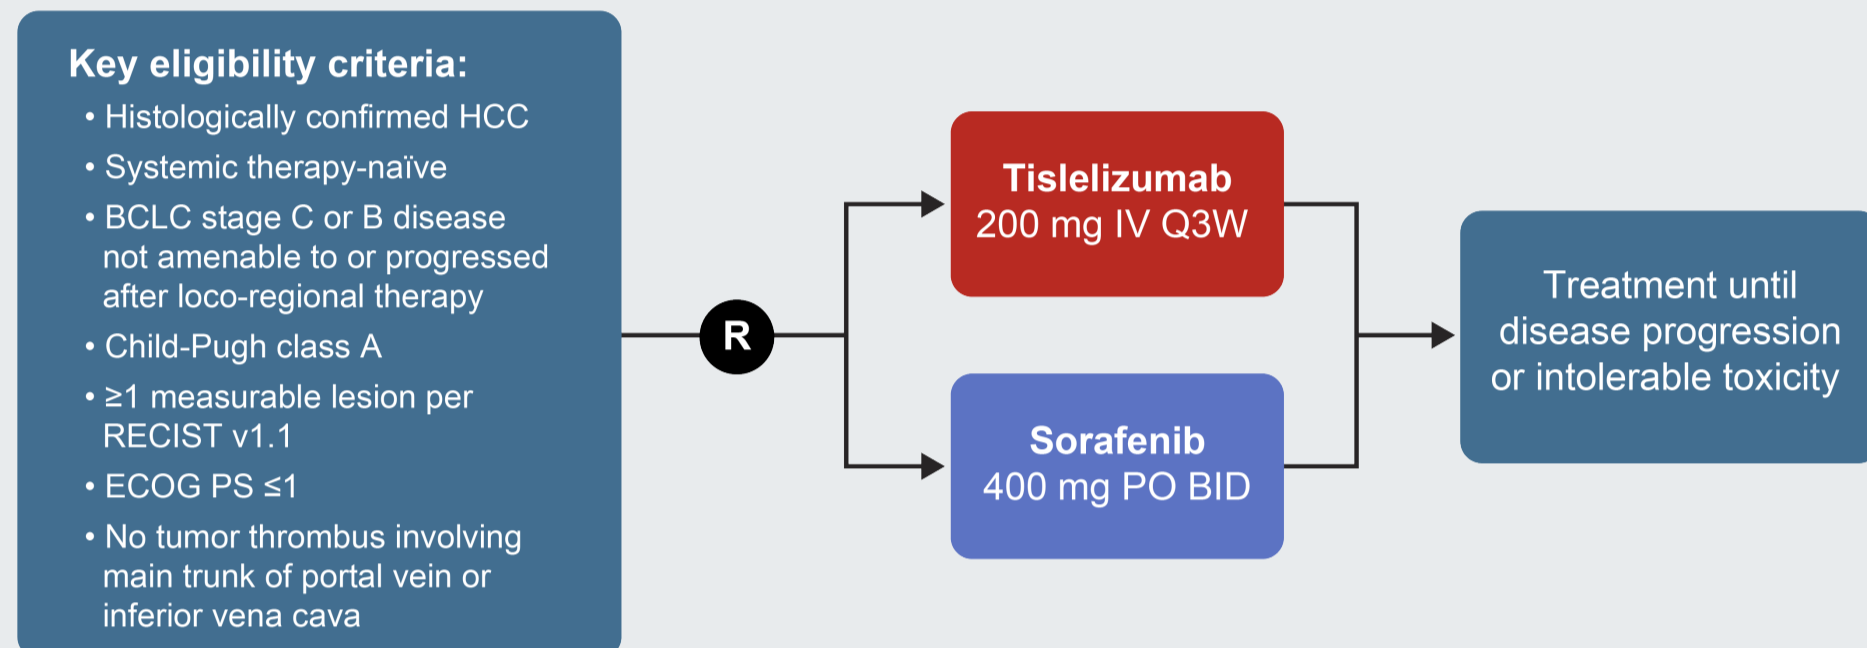 Key eligibility criteria:
• Histologically confirmed HCC
• Systemic therapy-naïve
• BCLC stage C or B disease
not amenable to or progressed
after loco-regional therapy
• Child-Pugh class A
• ≥1 measurable lesion per
RECIST v1.1
• ECOG PS ≤1
• No tumor thrombus involving
main trunk of portal vein or
inferior vena cava
R
Tislelizumab
200 mg IV Q3W
Sorafenib
400 mg PO BID
Treatment until
disease progression
or intolerable toxicity